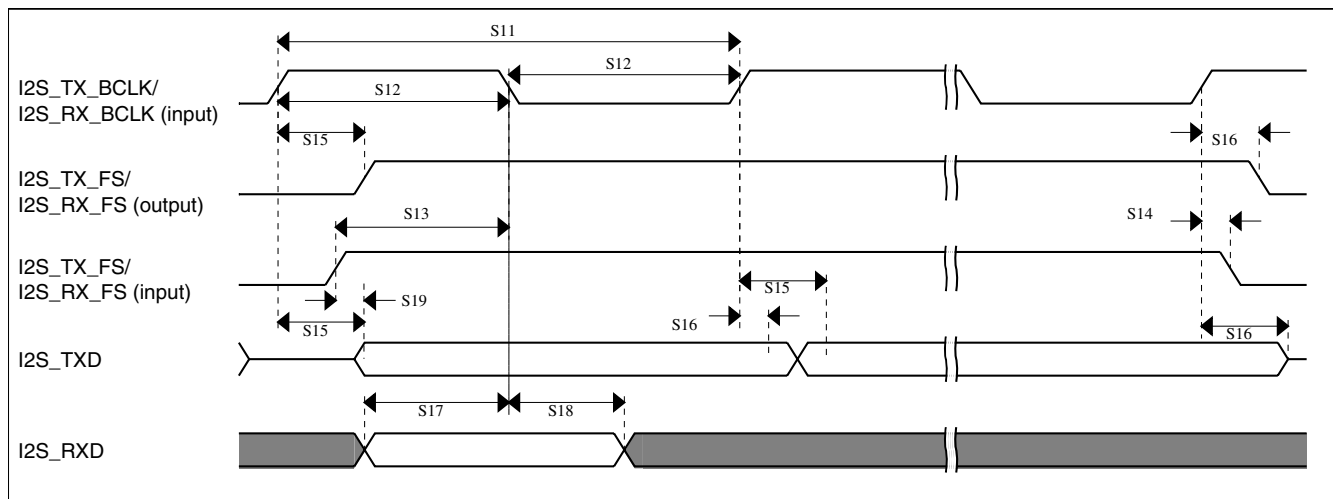 S11
S12
I2S_TX_BCLK/
I2S_RX_BCLK (input)
S12
S15
S16
I2S_TX_FS/
I2S_RX_FS (output)
S13
S14
I2S_TX_FS/
I2S_RX_FS (input)
S19
S15
S15
S16
S16
I2S_TXD
S17
S18
I2S_RXD